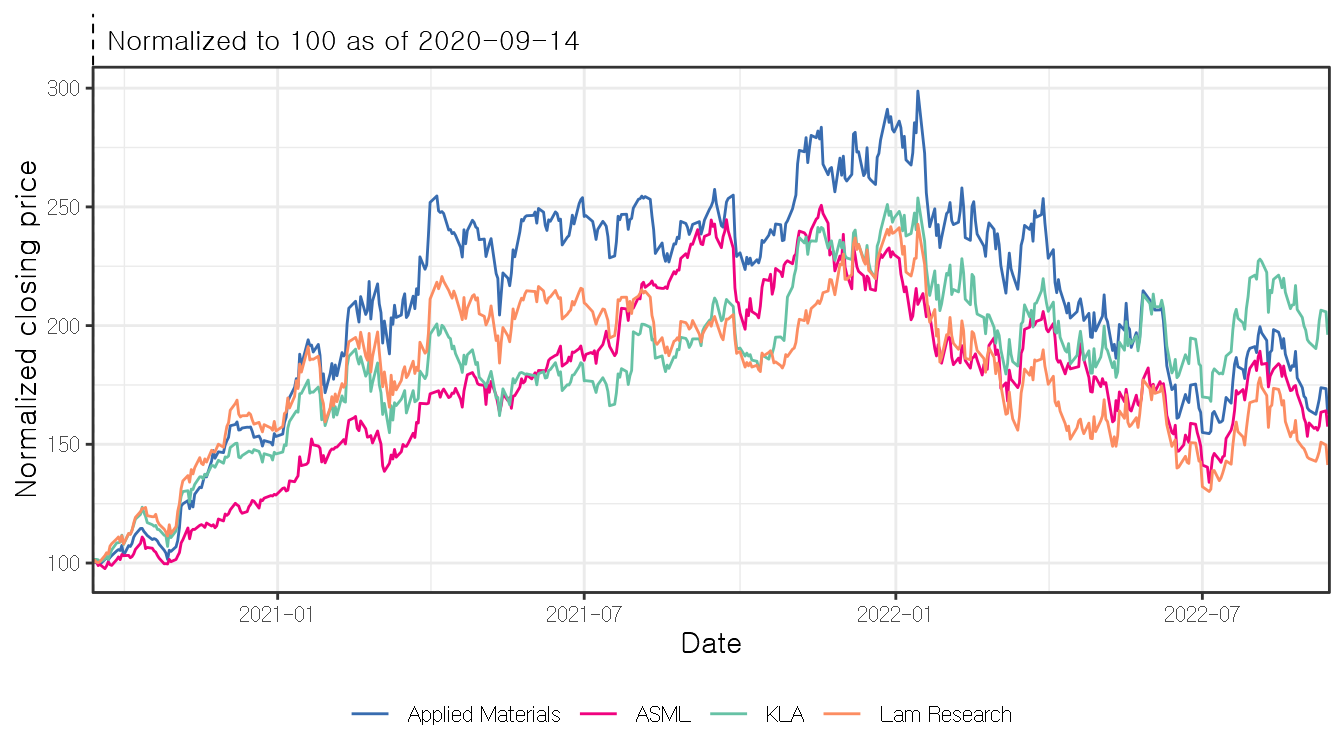 Normalized to 100 as of 2020-09-14
Normalized closing price
300
250
200
150
100
2021-01 2021-07 2022-01 2022-07
Date
Applied Materials ASML KLA Lam Research